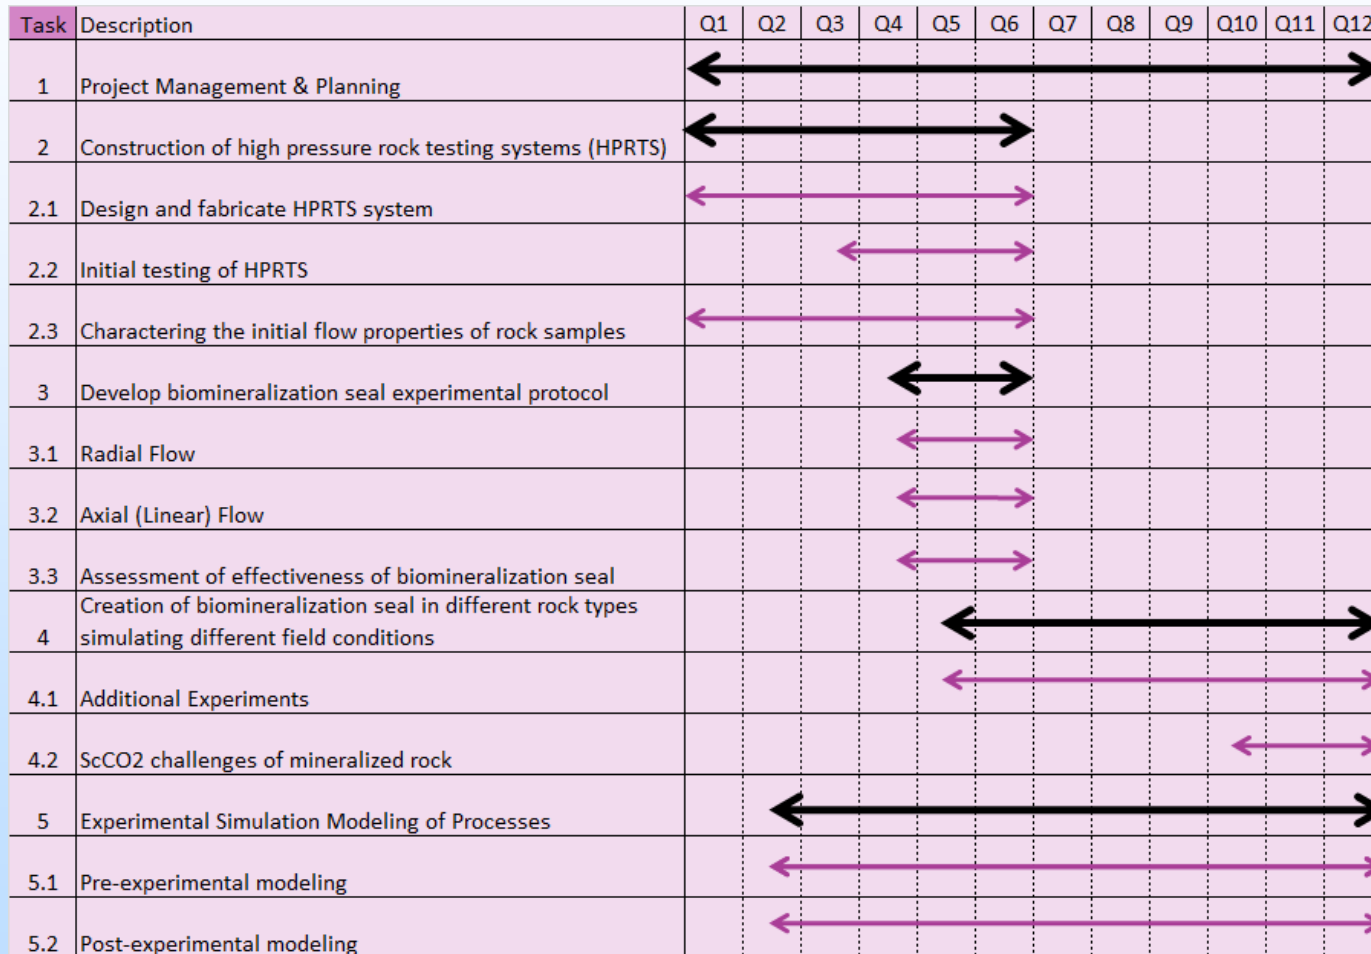 Task Description Q1 Q2 Q3 Q4 Q5 Q6 Q7 Q8 Q9 Q10 Q11 Q12
1 Project Management & Planning
2 Construction of high pressure rock testing systems (HPRTS)
2.1 Design and fabricate HPRTS system
2.2 Initial testing of HPRTS
2.3 Charactering the initial flow properties of rock samples
3 Develop biomineralization seal experimental protocol
3.1 Radial Flow
3.2 Axial (Linear) Flow
3.3 Assessment of effectiveness of biomineralization seal
Creation of biomineralization seal in different rock types
4 simulating different field conditions
4.1 Additional Experiments
4.2 ScCO2 challenges of mineralized rock
5 Experimental Simulation Modeling of Processes
5.1 Pre-experimental modeling
5.2 Post-experimental modeling